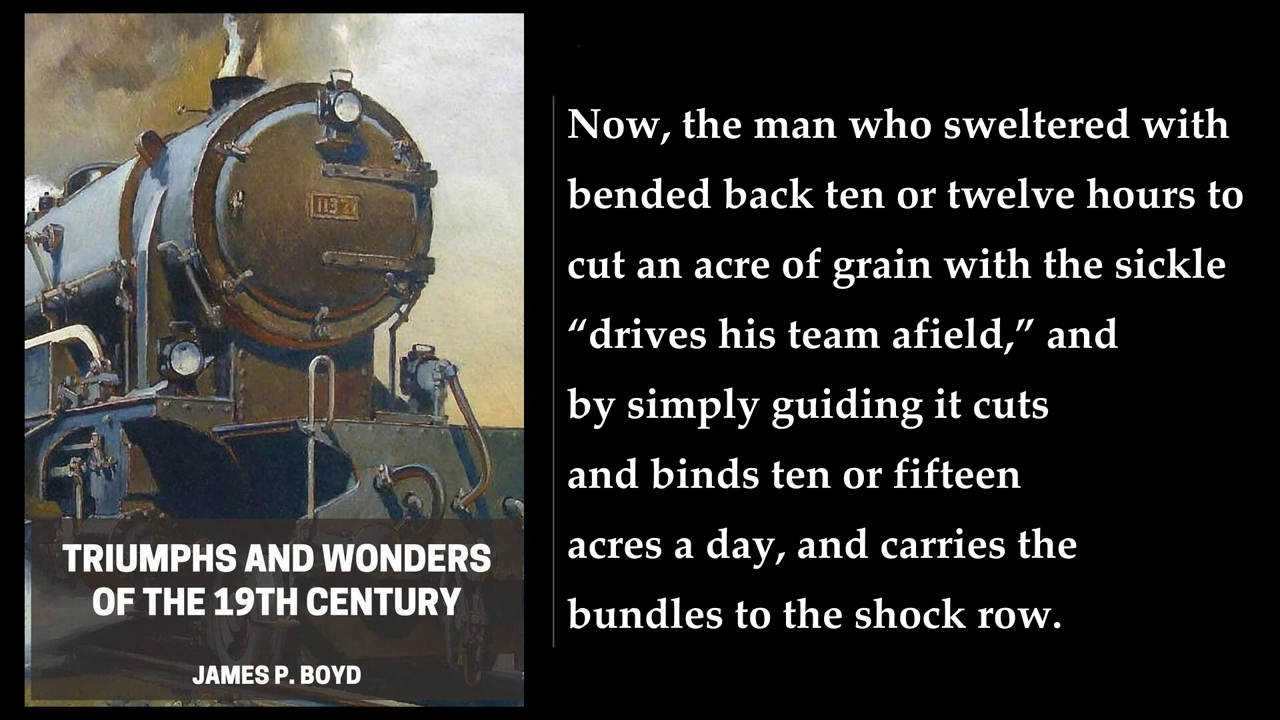 TRIUMPHS AND WONDERS
OF THE 19TH CENTURY
JAMES P. BOYD
Now, the man who sweltered with
bended back ten or twelve hours to
cut an acre of grain with the sickle
“drives his team afield,” and
by simply guiding it cuts
and binds ten or fifteen
acres a day, and carries the
bundles to the shock row.